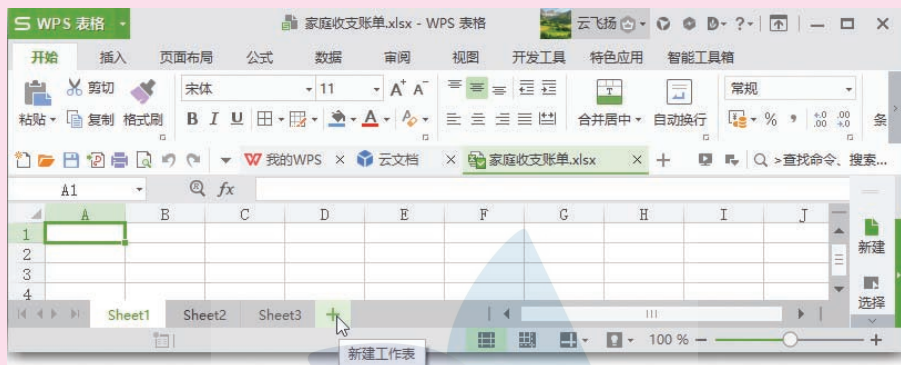 WPS 表格
家庭收支账单.xlsx - WPS 表格
云飞扬
开始 插入 页面布局 公式 数据 审阅 视图 开发工具 特色应用 智能工具箱
剪切 宋体 11 A+ A- 常规
粘贴 复制 格式刷 B I U A 合并居中 自动换行 % , .00 .00 条
我的WPS × 云文档 × 家庭收支账单.xlsx × + >查找命令、搜索...
A1 fx
A B C D E F G H I J
1
2
3
4
新建
选择
Sheet1 Sheet2 Sheet3 +
新建工作表
100 %